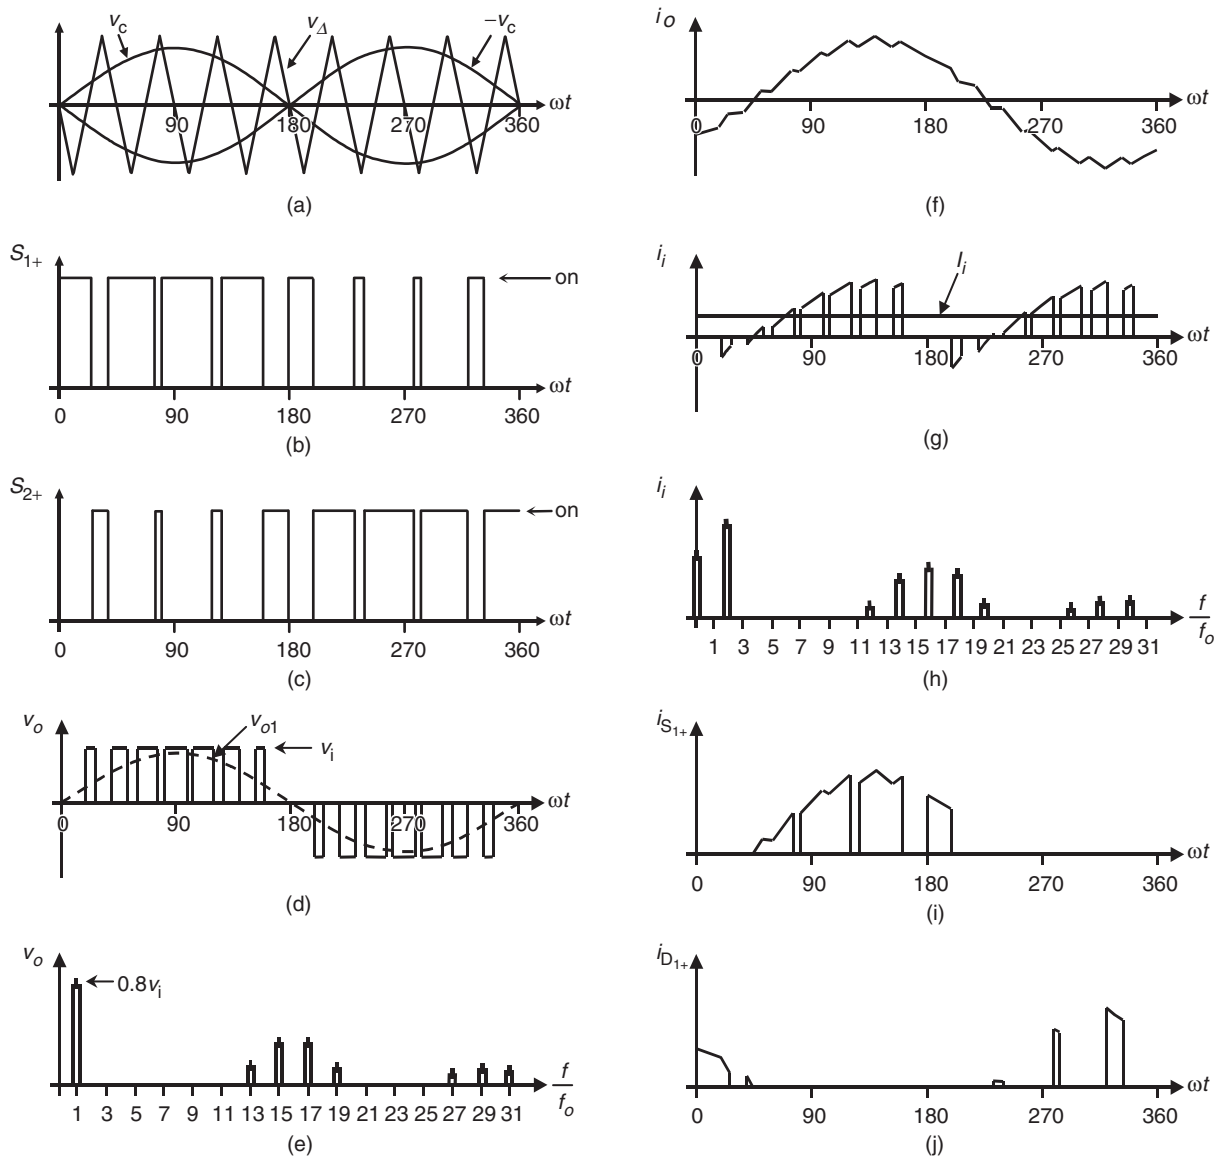 v_c v_Δ −v_c
ωt
90 180 270 360
(a)
S_1+
on
ωt
0 90 180 270 360
(b)
S_2+
on
ωt
0 90 180 270 360
(c)
v_o v_o1
v_i
ωt
0 90 180 270 360
(d)
v_o
0.8v_i
f/f_o
1 3 5 7 9 11 13 15 17 19 21 23 25 27 29 31
(e)
i_o
ωt
0 90 180 270 360
(f)
i_i I_i
ωt
0 90 180 270 360
(g)
i_i
f/f_o
1 3 5 7 9 11 13 15 17 19 21 23 25 27 29 31
(h)
i_S1+
ωt
0 90 180 270 360
(i)
i_D1+
ωt
0 90 180 270 360
(j)